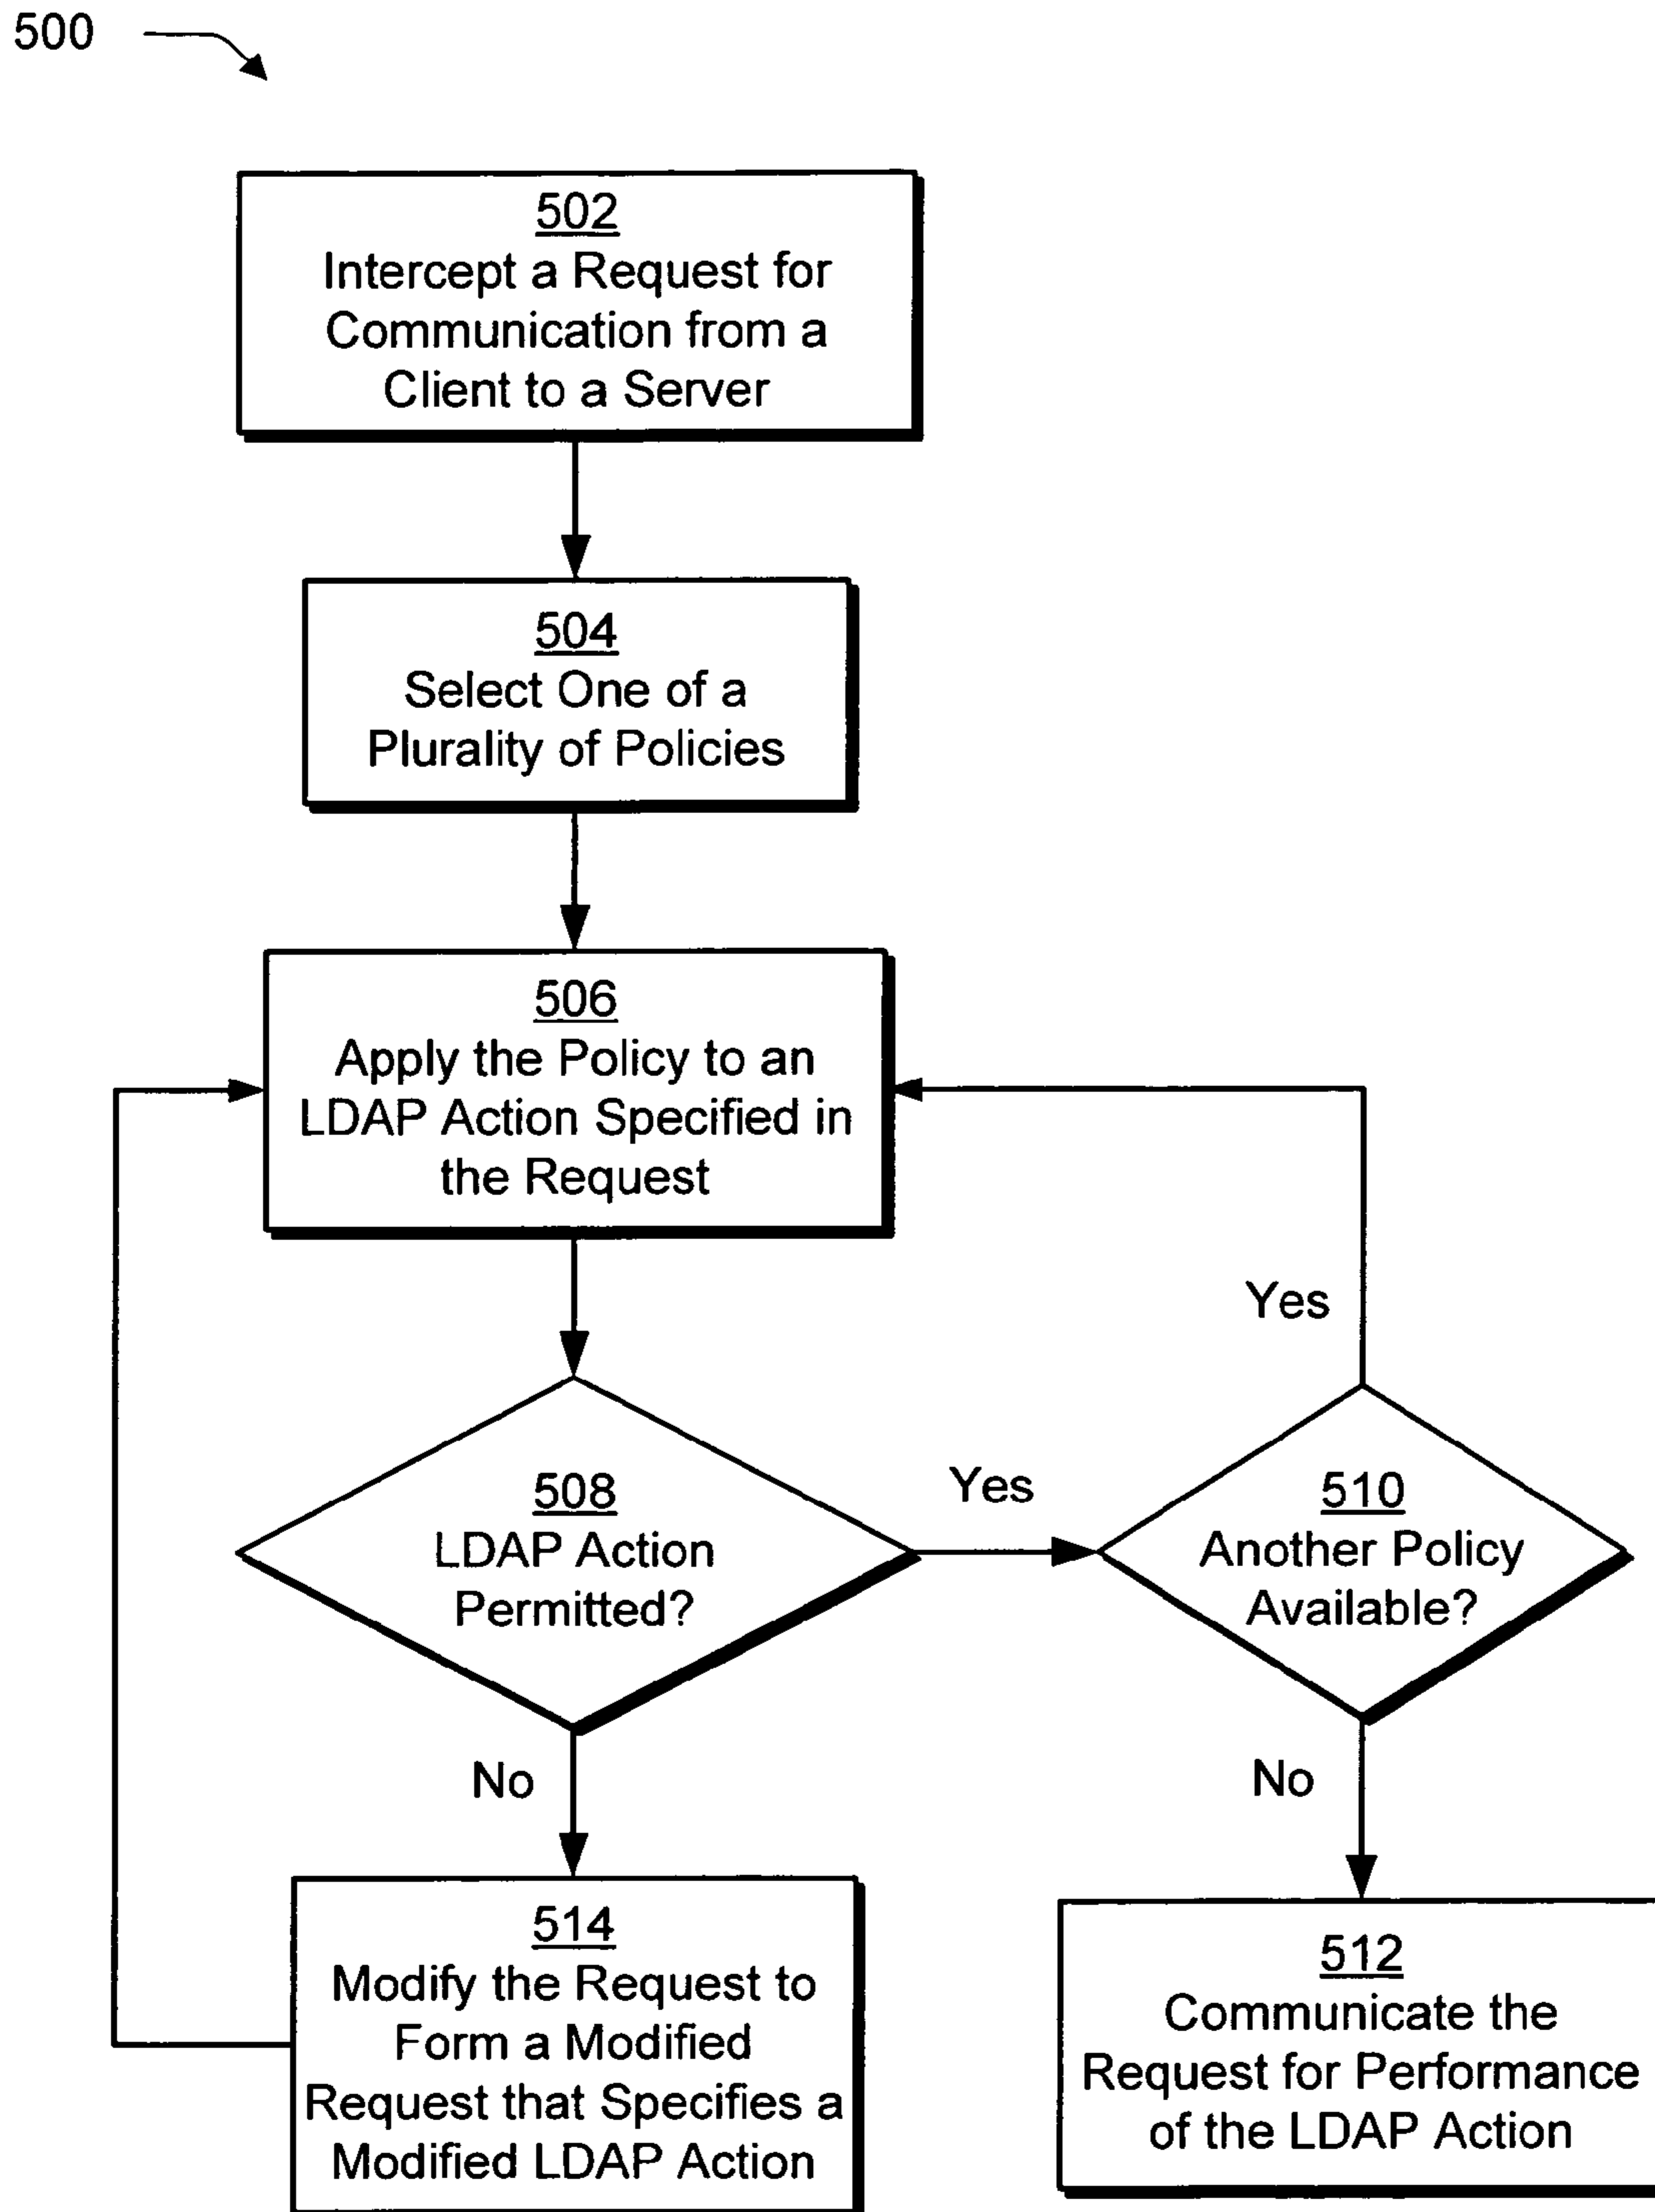 500
502
Intercept a Request for
Communication from a
Client to a Server
504
Select One of a
Plurality of Policies
506
Apply the Policy to an
LDAP Action Specified in
the Request
Yes
508
LDAP Action
Permitted?
Yes
510
Another Policy
Available?
No
No
514
Modify the Request to
Form a Modified
Request that Specifies a
Modified LDAP Action
512
Communicate the
Request for Performance
of the LDAP Action